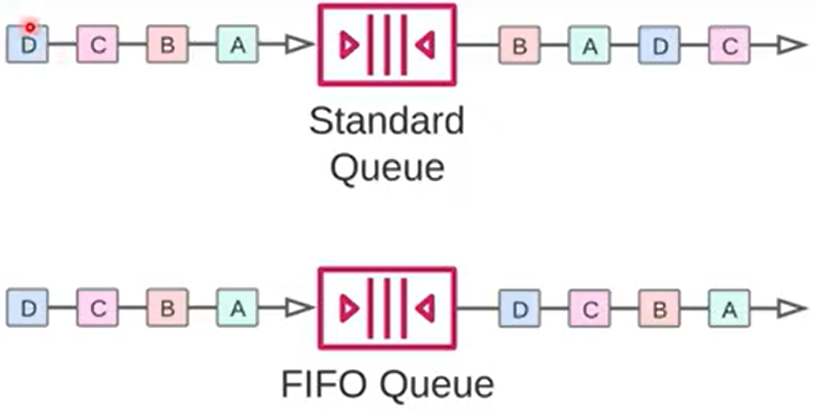 D C B A B A D C
Standard
Queue
D C B A D C B A
FIFO Queue